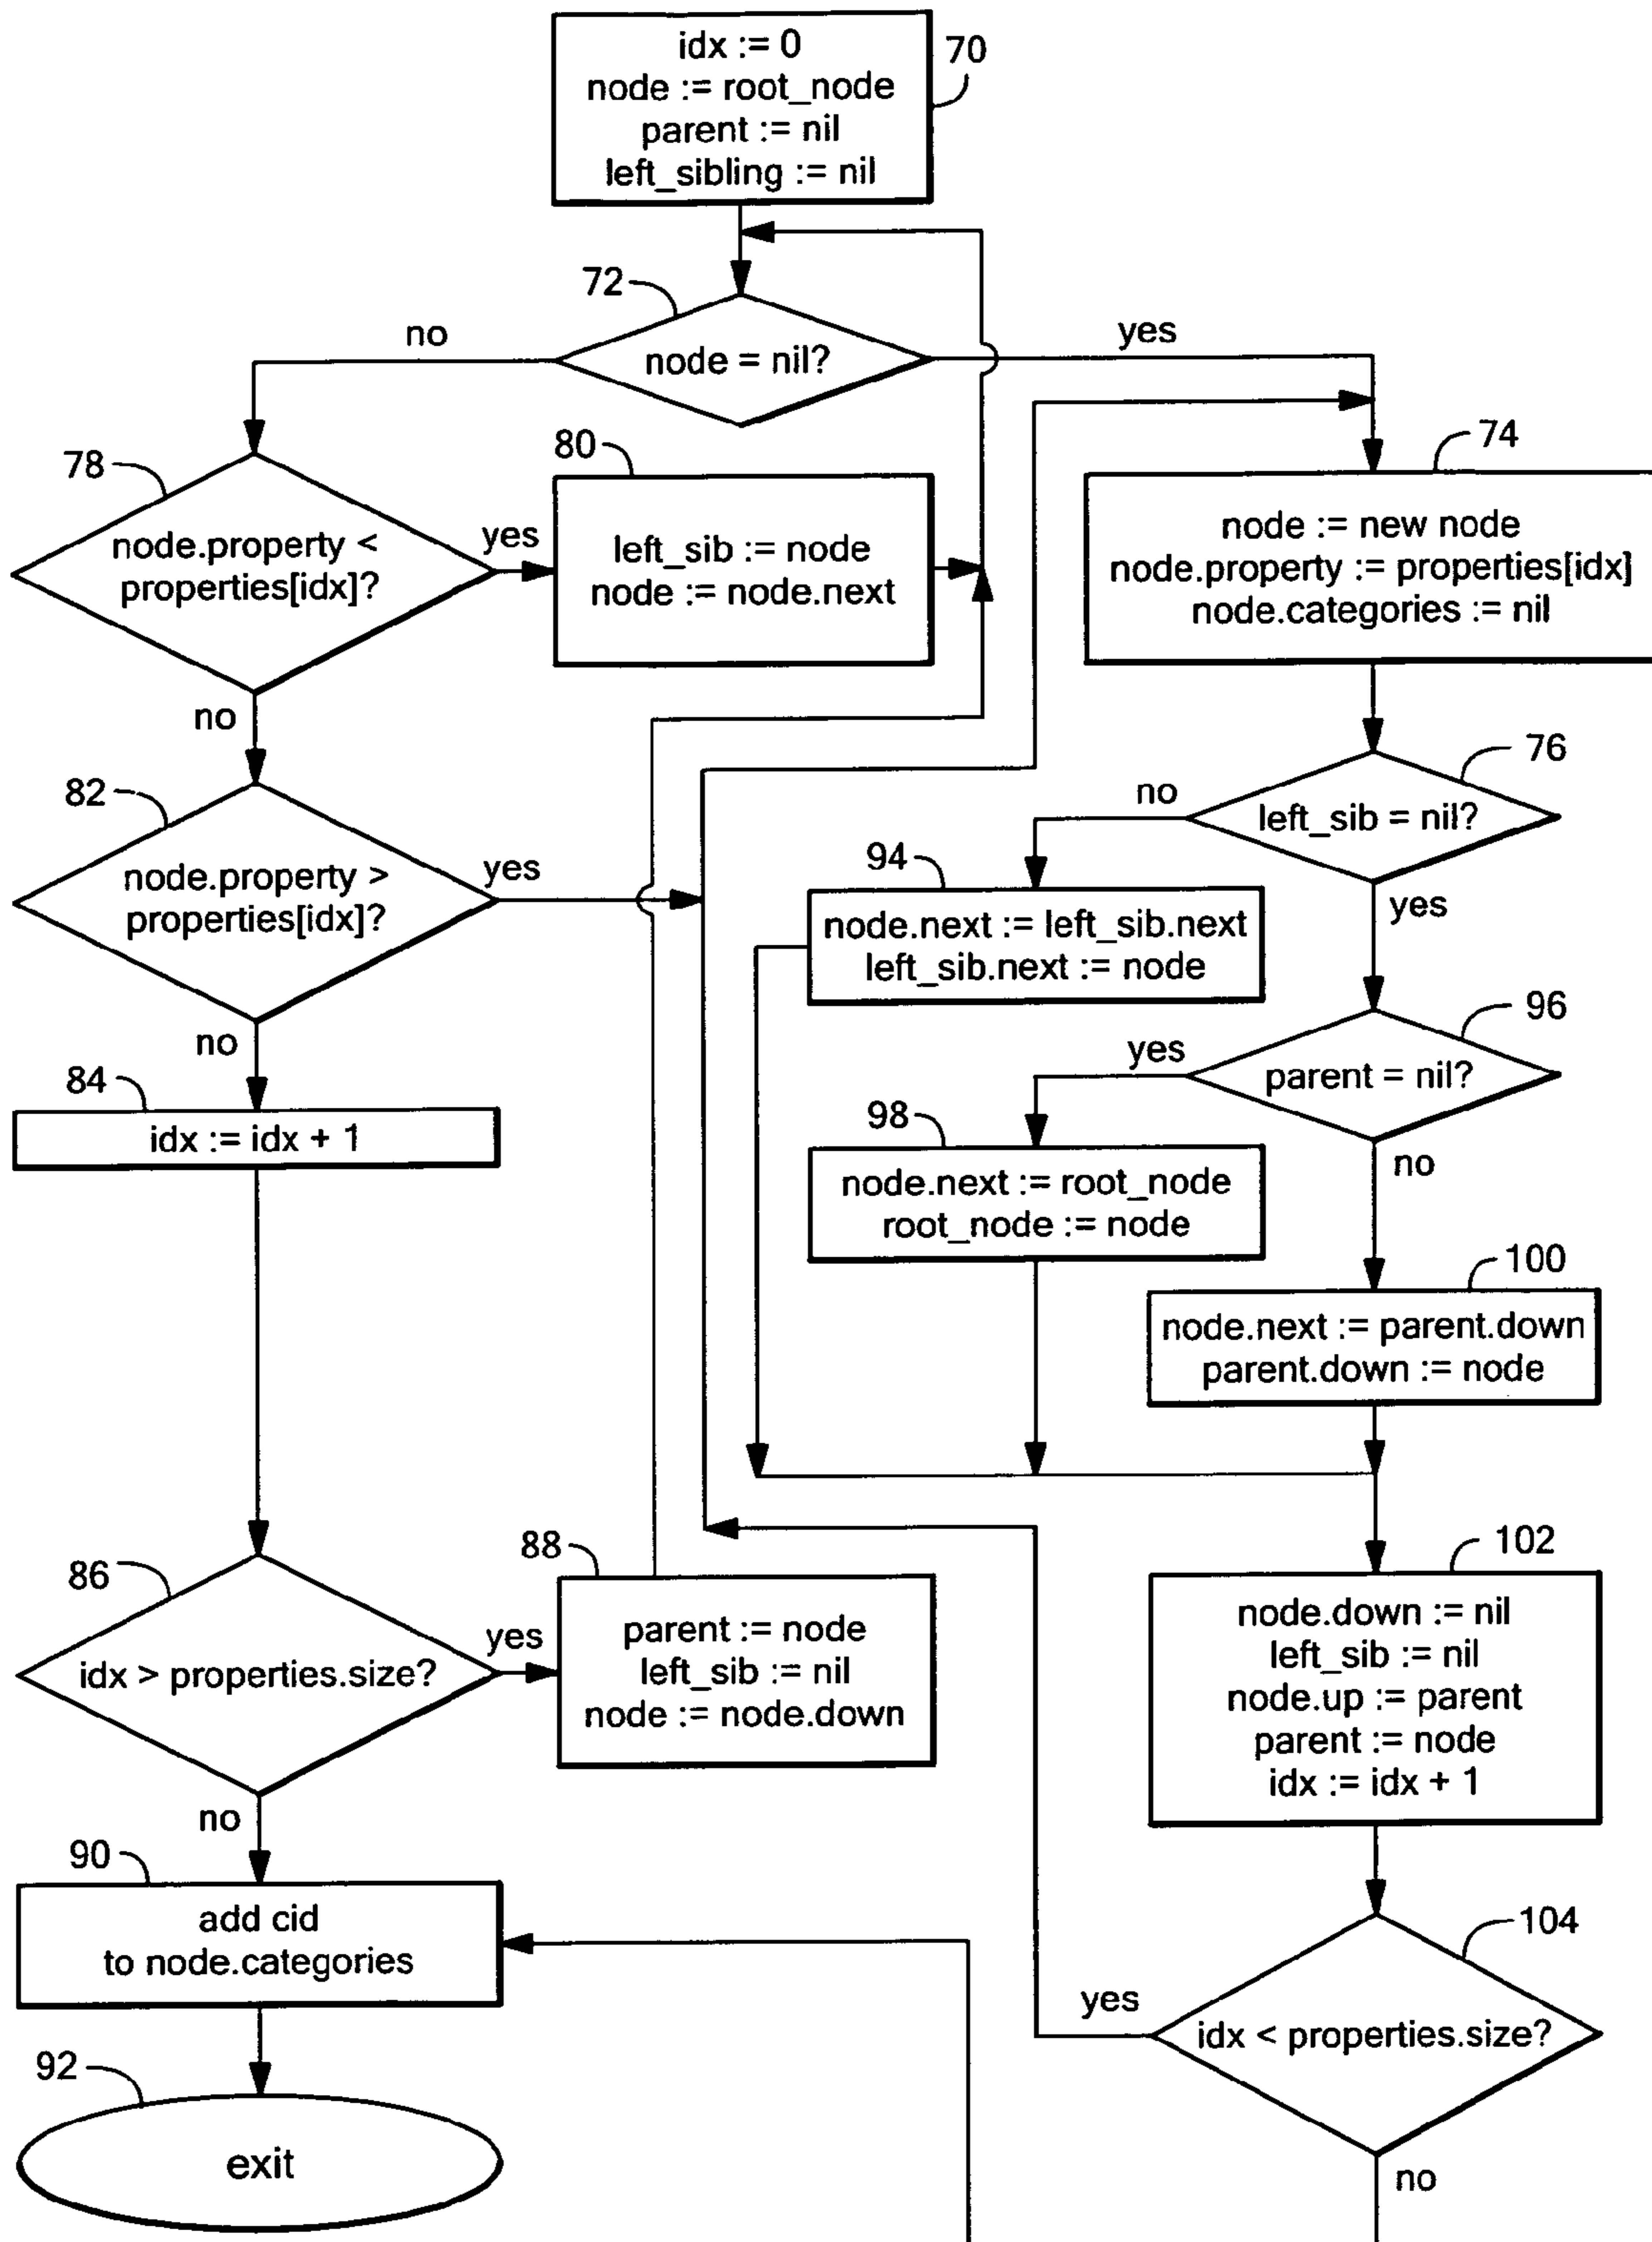 idx := 0
node := root_node
parent := nil
left_sibling := nil
70
72
node = nil?
no
yes
78
node.property <
properties[idx]?
yes
no
80
left_sib := node
node := node.next
74
node := new node
node.property := properties[idx]
node.categories := nil
76
left_sib = nil?
no
yes
82
node.property >
properties[idx]?
yes
no
94
node.next := left_sib.next
left_sib.next := node
96
parent = nil?
yes
no
84
idx := idx + 1
98
node.next := root_node
root_node := node
100
node.next := parent.down
parent.down := node
86
idx > properties.size?
yes
no
88
parent := node
left_sib := nil
node := node.down
102
node.down := nil
left_sib := nil
node.up := parent
parent := node
idx := idx + 1
90
add cid
to node.categories
104
idx < properties.size?
yes
no
92
exit